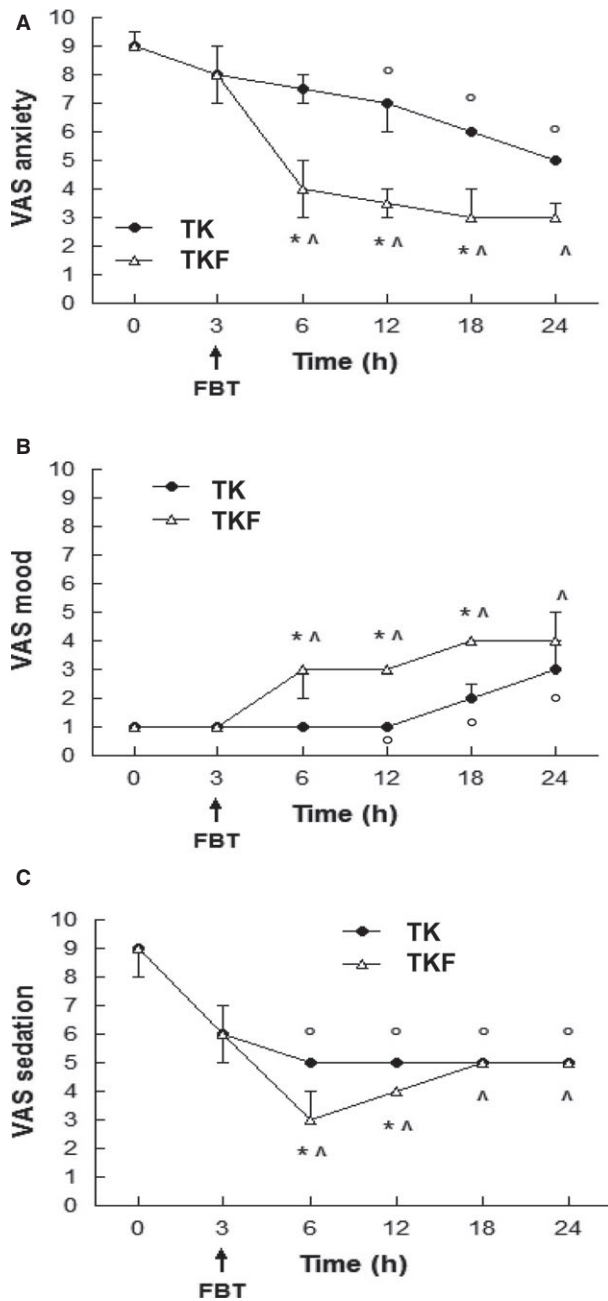 A
VAS anxiety
10
9
8
7
6
5
4
3
2
1
0
° ° °
TK
TKF
* ^ * ^ * ^ ^
0 3 6 12 18 24
FBT
Time (h)
B
VAS mood
10
9
8
7
6
5
4
3
2
1
0
TK
TKF
* ^ * ^ * ^ ^
° ° °
0 3 6 12 18 24
FBT
Time (h)
C
VAS sedation
10
9
8
7
6
5
4
3
2
1
0
TK
TKF
° ° ° °
* ^ * ^ ^ ^
0 3 6 12 18 24
FBT
Time (h)